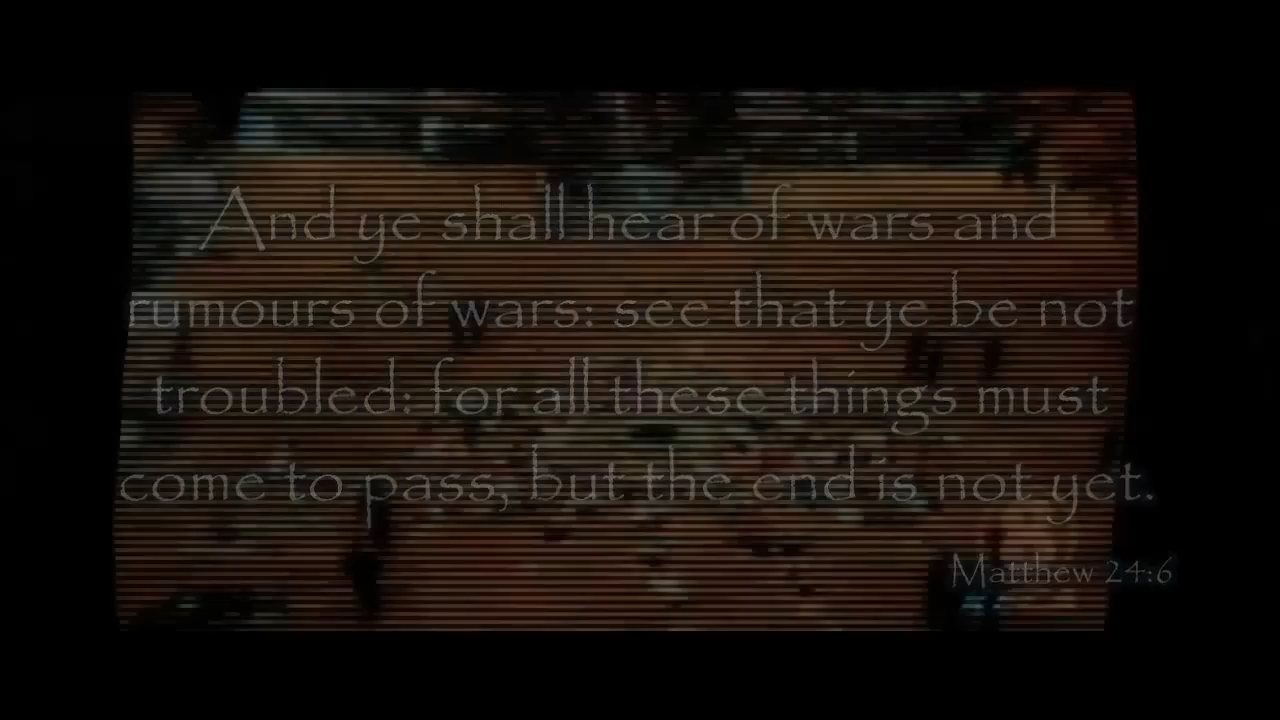 And ye shall hear of wars and
rumours of wars: see that ye be not
troubled: for all these things must
come to pass, but the end is not yet.
Matthew 24:6